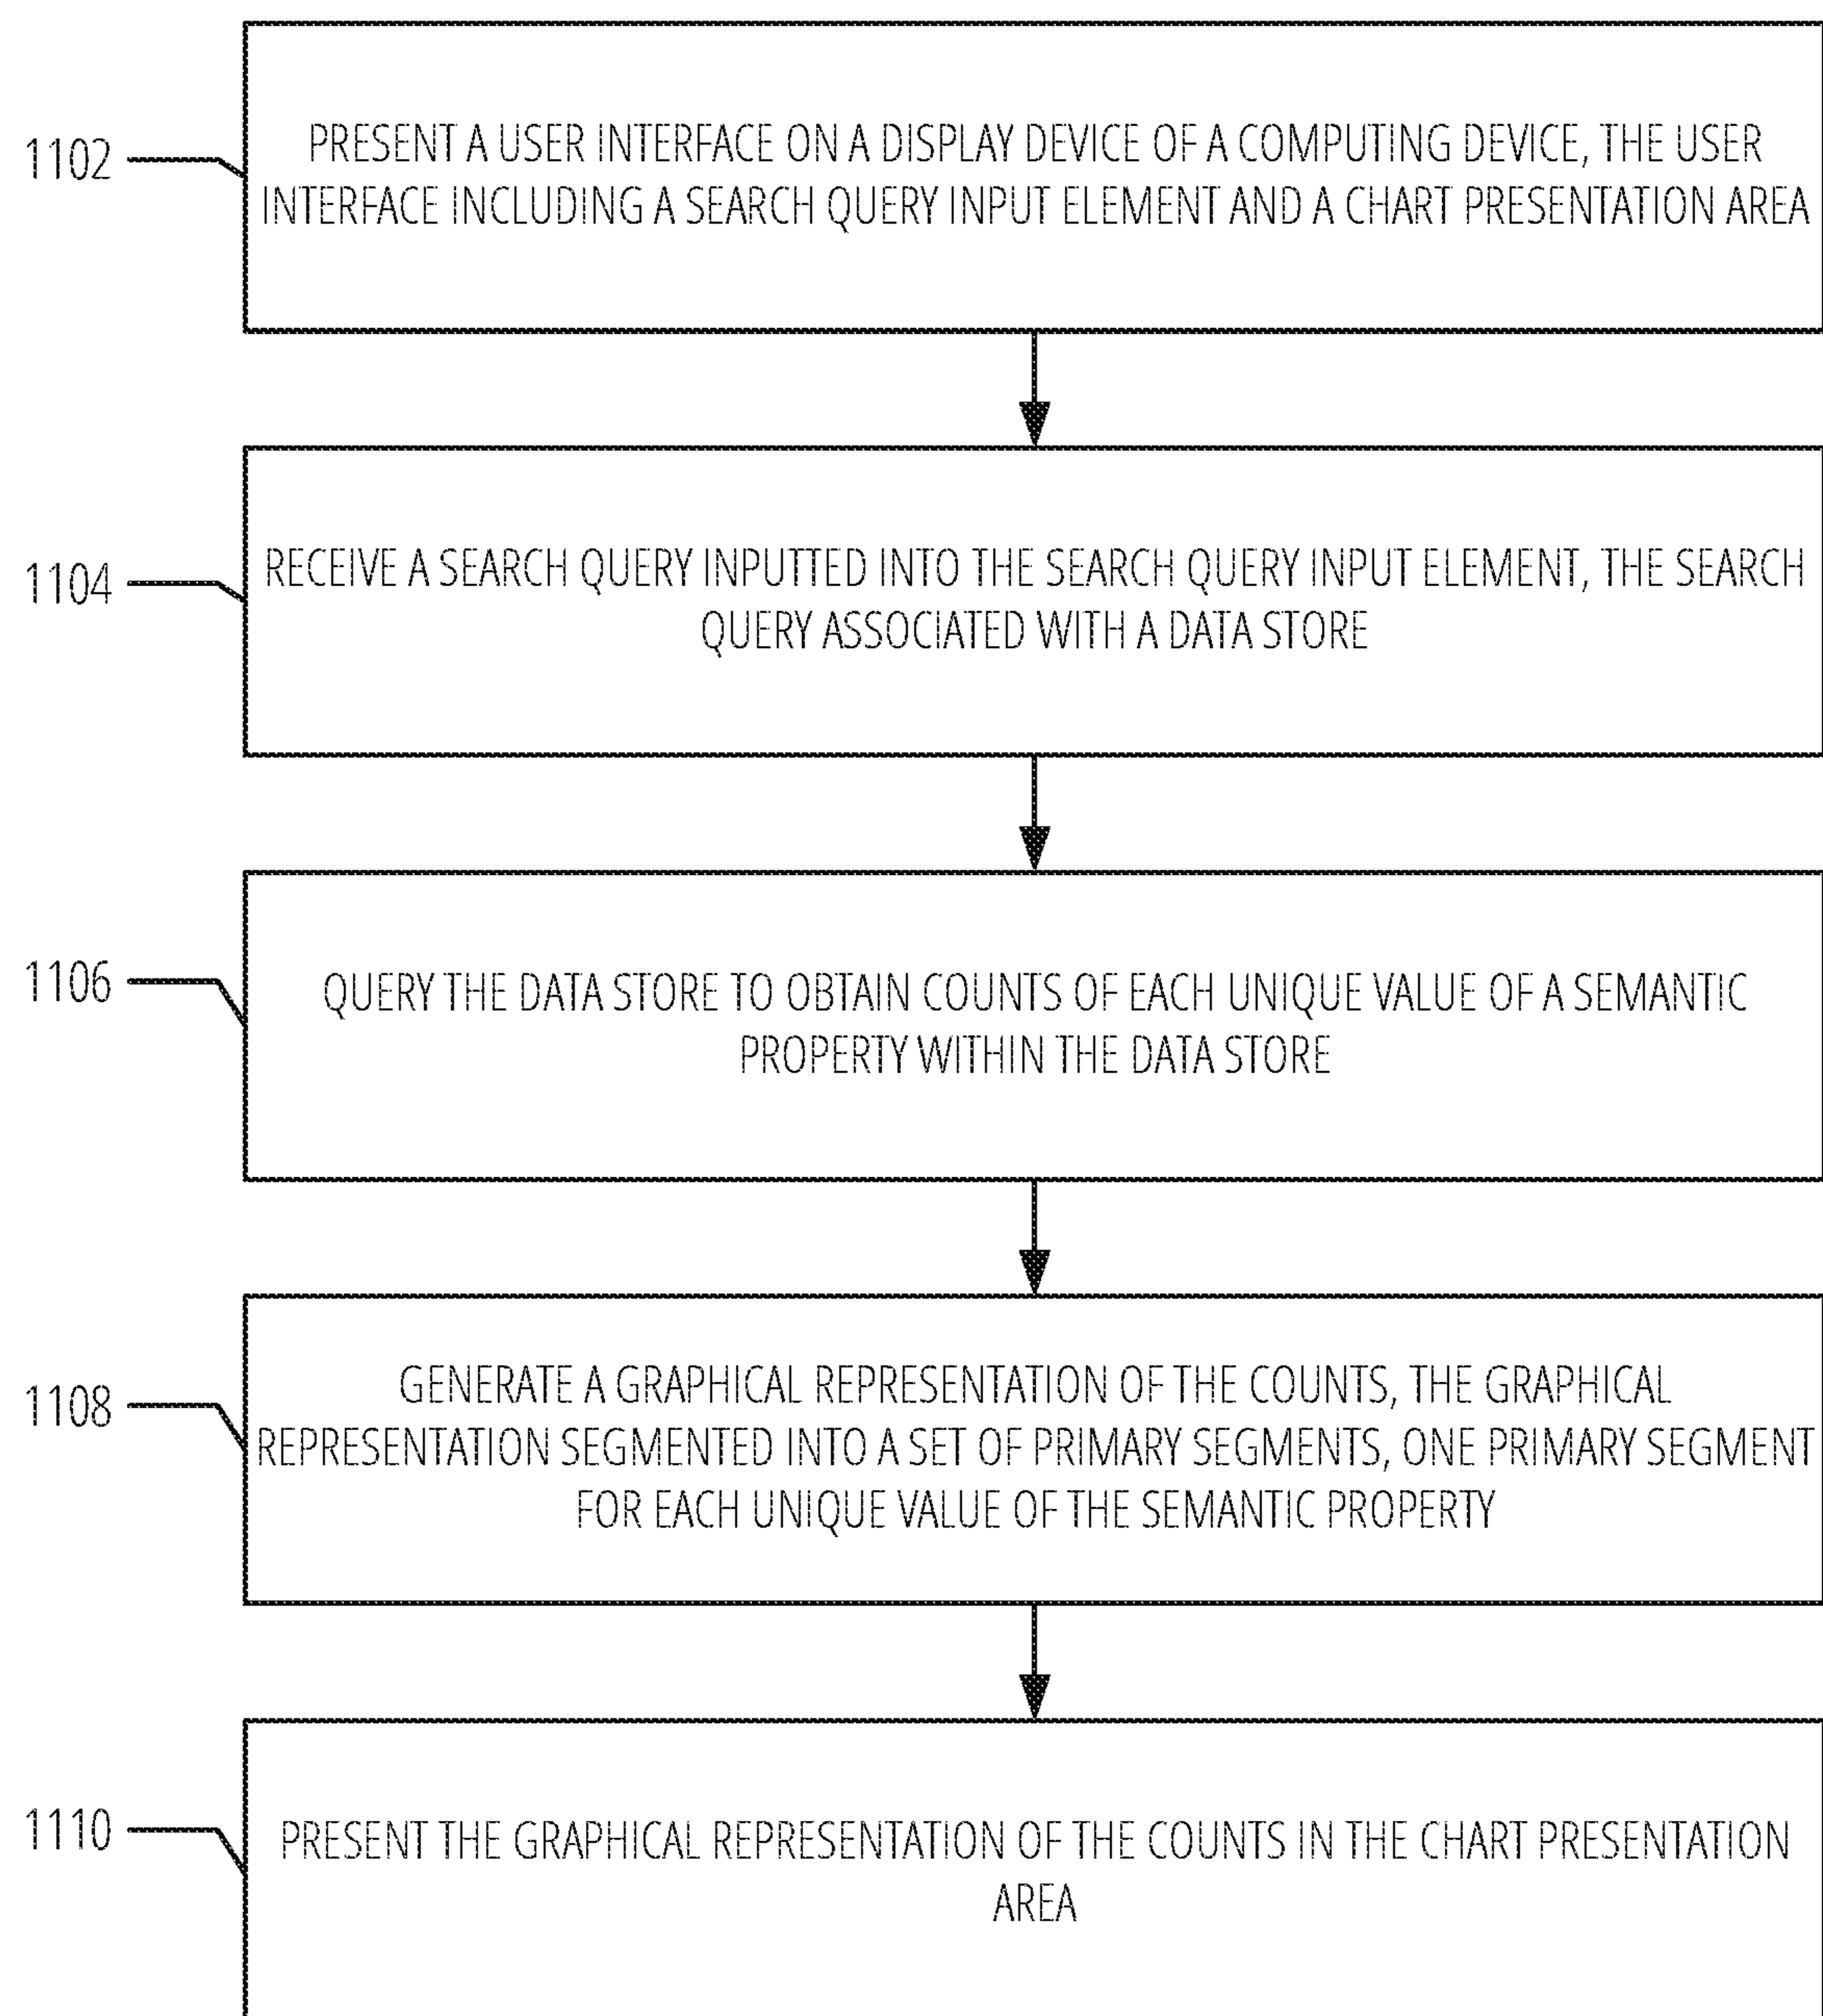 1102
PRESENT A USER INTERFACE ON A DISPLAY DEVICE OF A COMPUTING DEVICE, THE USER
INTERFACE INCLUDING A SEARCH QUERY INPUT ELEMENT AND A CHART PRESENTATION AREA
1104
RECEIVE A SEARCH QUERY INPUTTED INTO THE SEARCH QUERY INPUT ELEMENT, THE SEARCH
QUERY ASSOCIATED WITH A DATA STORE
1106
QUERY THE DATA STORE TO OBTAIN COUNTS OF EACH UNIQUE VALUE OF A SEMANTIC
PROPERTY WITHIN THE DATA STORE
1108
GENERATE A GRAPHICAL REPRESENTATION OF THE COUNTS, THE GRAPHICAL
REPRESENTATION SEGMENTED INTO A SET OF PRIMARY SEGMENTS, ONE PRIMARY SEGMENT
FOR EACH UNIQUE VALUE OF THE SEMANTIC PROPERTY
1110
PRESENT THE GRAPHICAL REPRESENTATION OF THE COUNTS IN THE CHART PRESENTATION
AREA